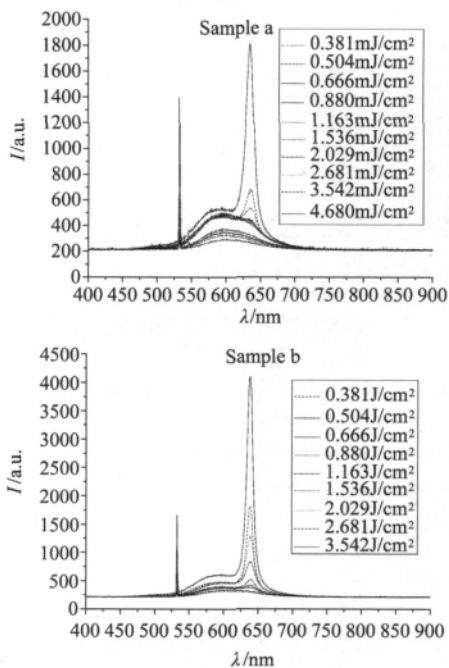 Sample a
2000
1800
1600
1400
1200
1000
800
600
400
200
0
I/a.u.
0.381mJ/cm²
0.504mJ/cm²
0.666mJ/cm²
0.880mJ/cm²
1.163mJ/cm²
1.536mJ/cm²
2.029mJ/cm²
2.681mJ/cm²
3.542mJ/cm²
4.680mJ/cm²
400 450 500 550 600 650 700 750 800 850 900
λ/nm
Sample b
4500
4000
3500
3000
2500
2000
1500
1000
500
0
I/a.u.
0.381J/cm²
0.504J/cm²
0.666J/cm²
0.880J/cm²
1.163J/cm²
1.536J/cm²
2.029J/cm²
2.681J/cm²
3.542J/cm²
400 450 500 550 600 650 700 750 800 850 900
λ/nm